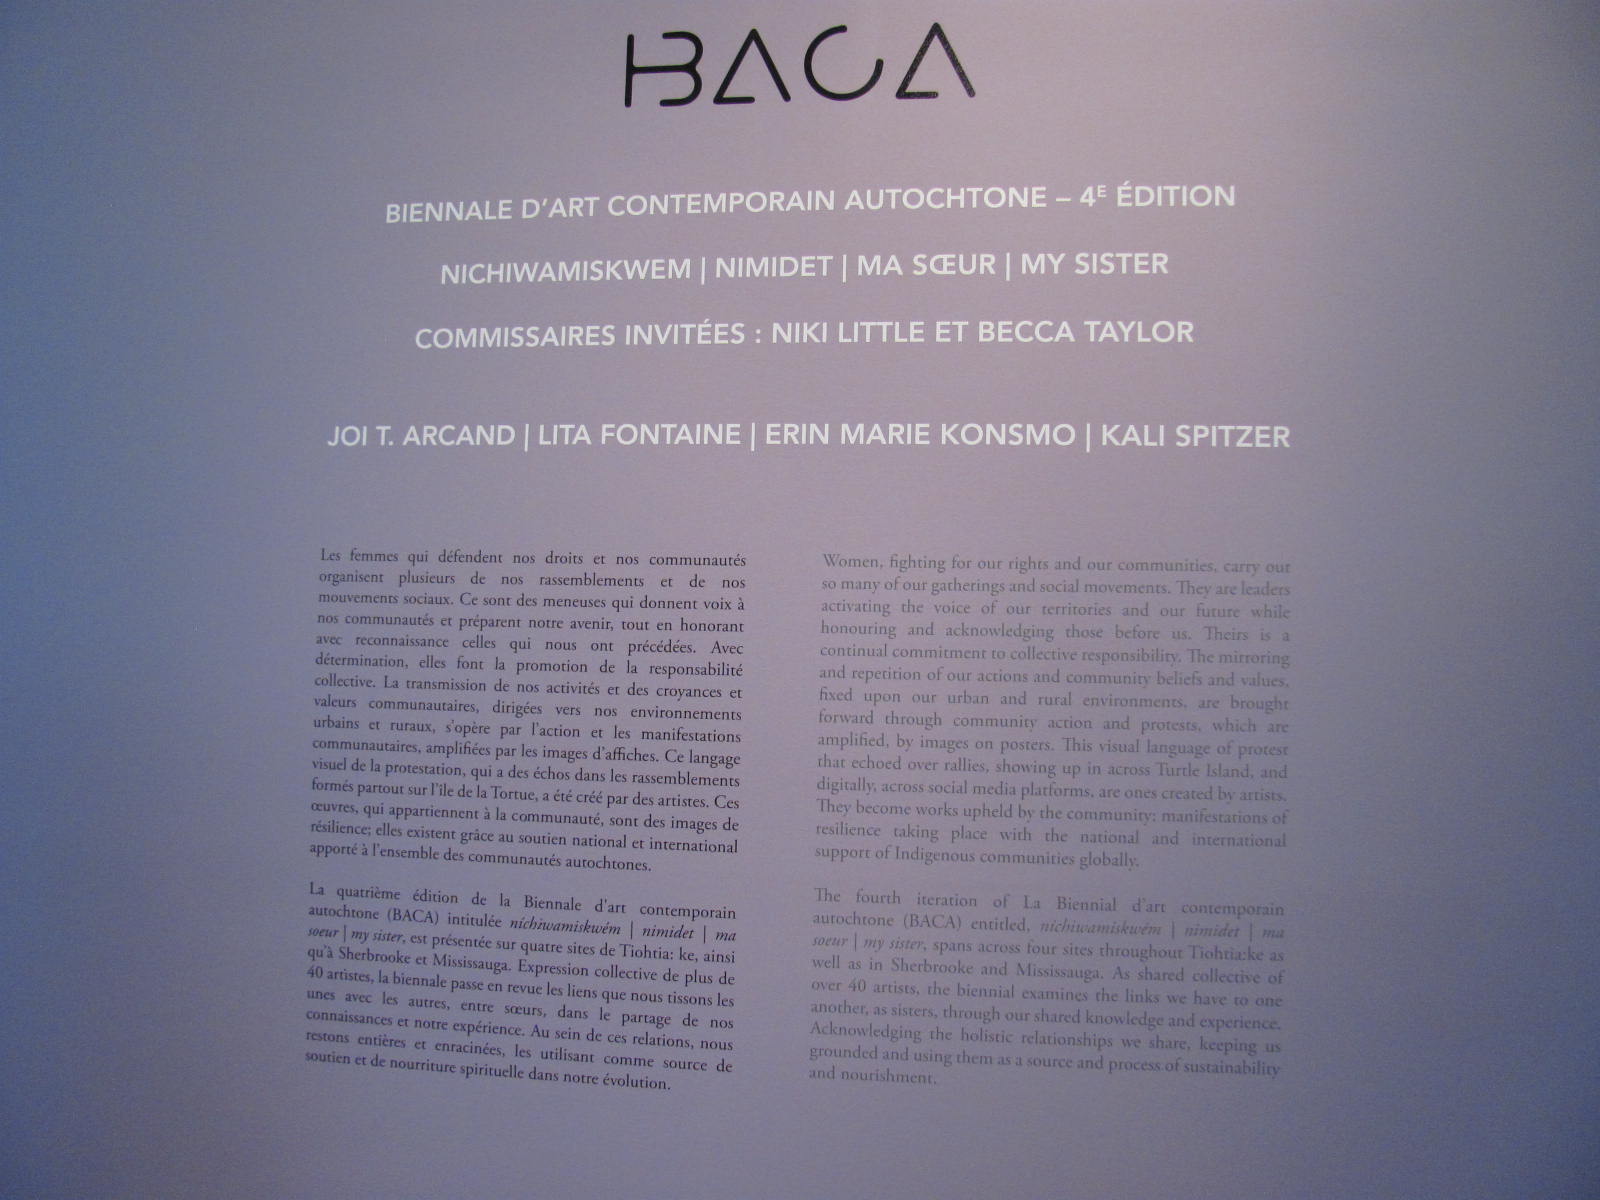 BACA
BIENNALE D'ART CONTEMPORAIN AUTOCHTONE – 4E ÉDITION
NICHIWAMISKWEM | NIMIDET | MA SŒUR | MY SISTER
COMMISSAIRES INVITÉES : NIKI LITTLE ET BECCA TAYLOR
JOI T. ARCAND | LITA FONTAINE | ERIN MARIE KONSMO | KALI SPITZER
Les femmes qui défendent nos droits et nos communautés
organisent plusieurs de nos rassemblements et de nos
mouvements sociaux. Ce sont des meneuses qui donnent voix à
nos communautés et préparent notre avenir, tout en honorant
avec reconnaissance celles qui nous ont précédées. Avec
détermination, elles font la promotion de la responsabilité
collective. La transmission de nos activités et des croyances et
valeurs communautaires, dirigées vers nos environnements
urbains et ruraux, s'opère par l'action et les manifestations
communautaires, amplifiées par les images d'affiches. Ce langage
visuel de la protestation, qui a des échos dans les rassemblements
formés partout sur l'île de la Tortue, a été créé par des artistes. Ces
œuvres, qui appartiennent à la communauté, sont des images de
résilience; elles existent grâce au soutien national et international
apporté à l'ensemble des communautés autochtones.
La quatrième édition de la Biennale d'art contemporain
autochtone (BACA) intitulée níchiwamiskwém | nimidet | ma
soeur | my sister, est présentée sur quatre sites de Tiohtia: ke, ainsi
qu'à Sherbrooke et Mississauga. Expression collective de plus de
40 artistes, la biennale passe en revue les liens que nous tissons les
unes avec les autres, entre sœurs, dans le partage de nos
connaissances et notre expérience. Au sein de ces relations, nous
restons entières et enracinées, les utilisant comme source de
soutien et de nourriture spirituelle dans notre évolution.
Women, fighting for our rights and our communities, carry out
so many of our gatherings and social movements. They are leaders
activating the voice of our territories and our future while
honouring and acknowledging those before us. Theirs is a
continual commitment to collective responsibility. The mirroring
and repetition of our actions and community beliefs and values,
fixed upon our urban and rural environments, are brought
forward through community action and protests, which are
amplified, by images on posters. This visual language of protest
that echoed over rallies, showing up in across Turtle Island, and
digitally, across social media platforms, are ones created by artists.
They become works upheld by the community: manifestations of
resilience taking place with the national and international
support of Indigenous communities globally.
The fourth iteration of La Biennial d'art contemporain
autochtone (BACA) entitled, níchiwamiskwém | nimidet | ma
soeur | my sister, spans across four sites throughout Tiohtia:ke as
well as in Sherbrooke and Mississauga. As shared collective of
over 40 artists, the biennial examines the links we have to one
another, as sisters, through our shared knowledge and experience.
Acknowledging the holistic relationships we share, keeping us
grounded and using them as a source and process of sustainability
and nourishment.